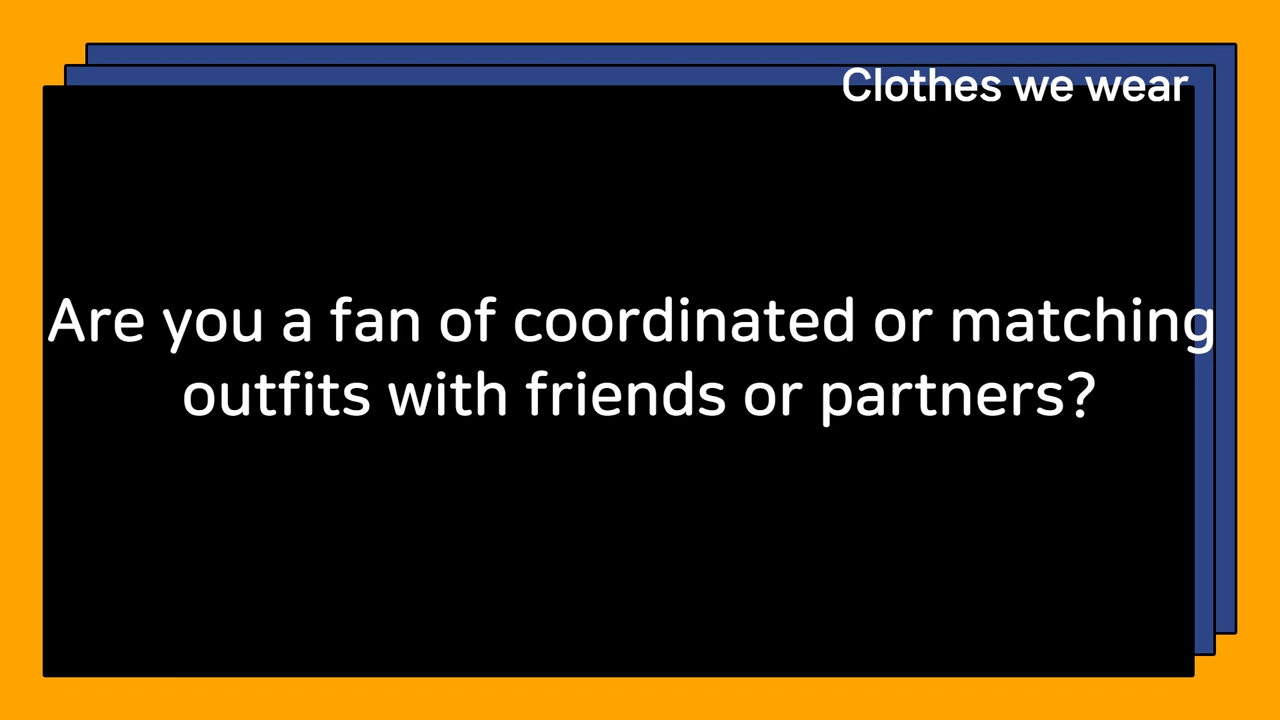 Clothes we wear
Are you a fan of coordinated or matching
outfits with friends or partners?